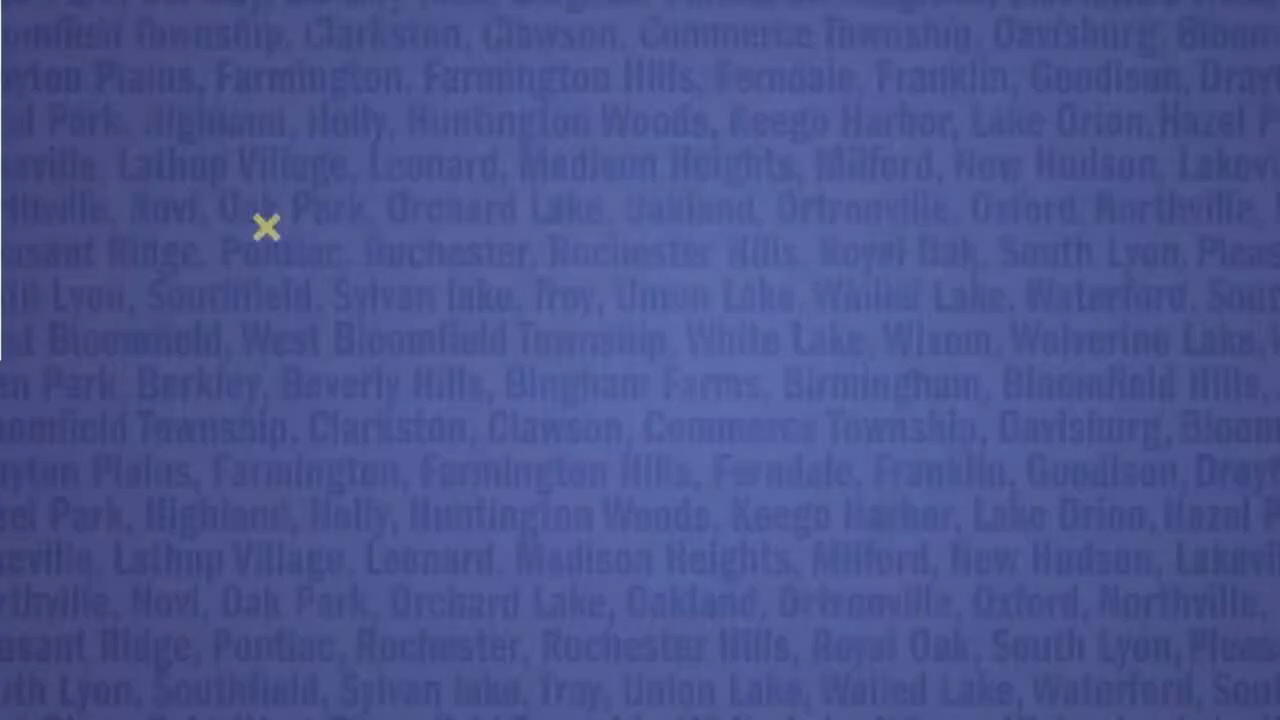 Township, Clarkston, Clawson, Commerce Township, Davisburg,
Plains, Farmington, Farmington Hills, Ferndale, Franklin, Goodison,
Park, Highland, Holly, Huntington Woods, Keego Harbor, Lake Orion, Hazel
Lathup Village, Leonard, Madison Heights, Milford, New Hudson,
Novi, Oak Park, Orchard Lake, Oakland, Ortronville, Oxford, Northville,
Ridge, Pontiac, Rochester, Rochester Hills, Royal Oak, South Lyon,
Lyon, Southfield, Sylvan lake, Troy, Union Lake, Walled Lake, Waterford,
Bloomfield, West Bloomfield Township, White Lake, Wixom, Wolverine Lake,
Park, Berkley, Beverly Hills, Bingham Farms, Birmingham, Bloomfield Hills,
Township, Clarkston, Clawson, Commerce Township, Davisburg,
Plains, Farmington, Farmington Hills, Ferndale, Franklin, Goodison,
Park, Highland, Holly, Huntington Woods, Keego Harbor, Lake Orion, Hazel
Lathup Village, Leonard, Madison Heights, Milford, New Hudson,
Novi, Oak Park, Orchard Lake, Oakland, Ortronville, Oxford, Northville,
Ridge, Pontiac, Rochester, Rochester Hills, Royal Oak, South Lyon,
Lyon, Southfield, Sylvan lake, Troy, Union Lake, Walled Lake, Waterford,